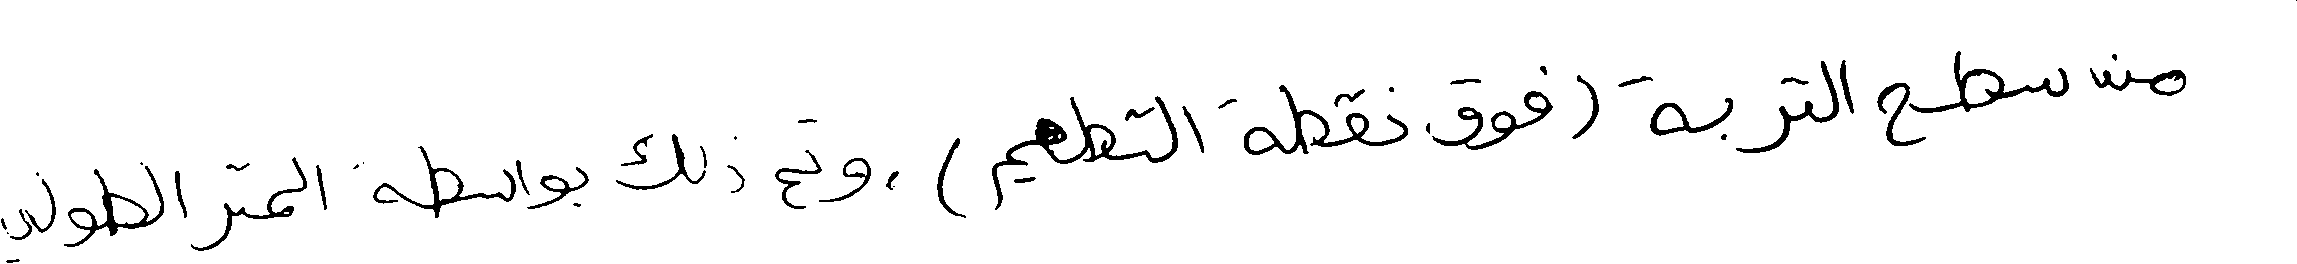 من سطح التربة (فوق نقطة التطعيم) ، وتم ذلك بواسطة المتر الطولي